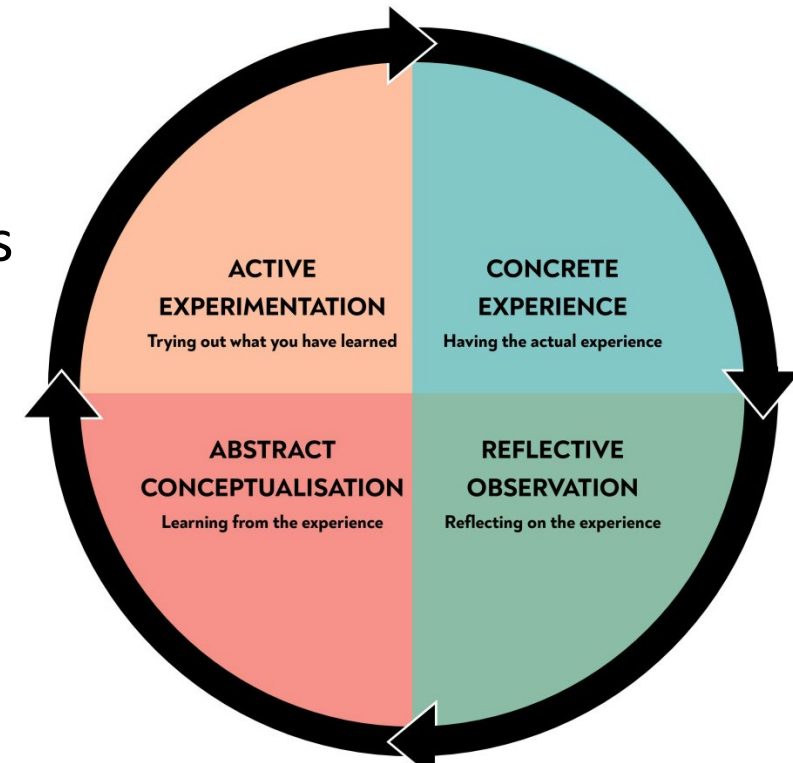 s
ACTIVE
EXPERIMENTATION
Trying out what you have learned
CONCRETE
EXPERIENCE
Having the actual experience
ABSTRACT
CONCEPTUALISATION
Learning from the experience
REFLECTIVE
OBSERVATION
Reflecting on the experience